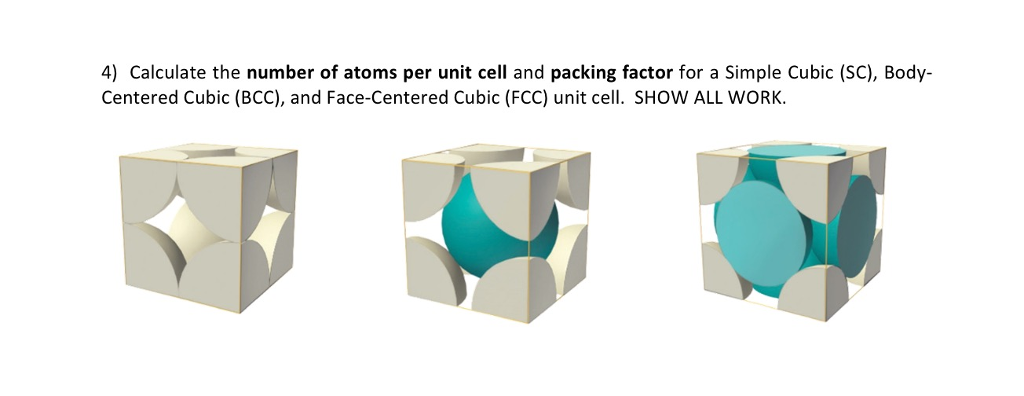 4) Calculate the number of atoms per unit cell and packing factor for a Simple Cubic (SC), Body-
Centered Cubic (BCC), and Face-Centered Cubic (FCC) unit cell. SHOW ALL WORK.